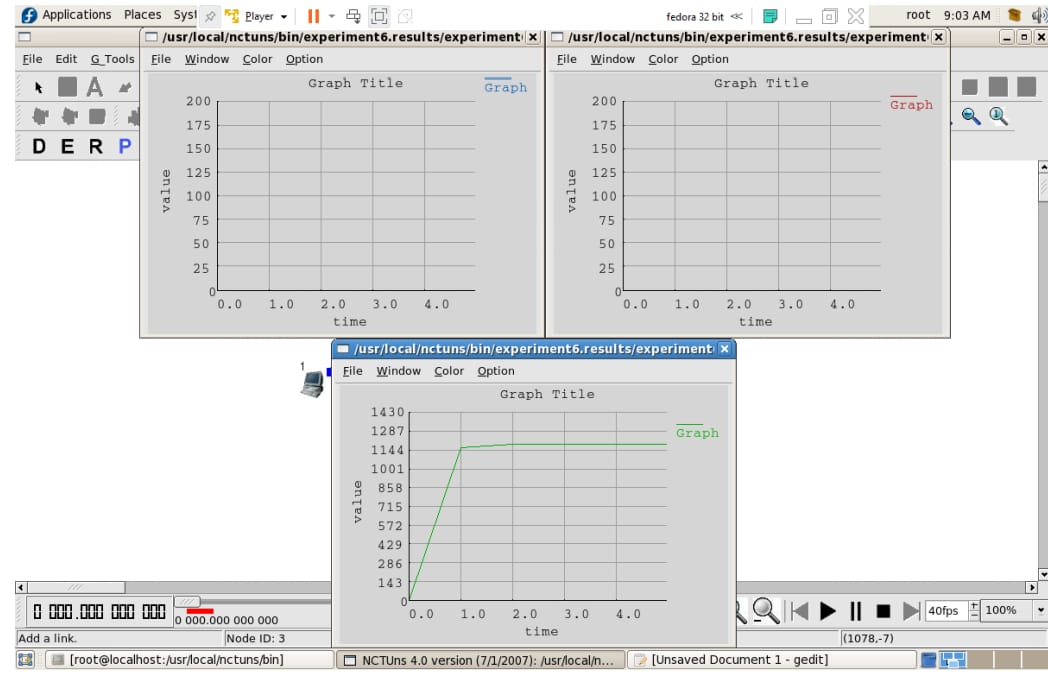 Applications Places Syst Player fedora 32 bit << root 9:03 AM
/usr/local/nctuns/bin/experiment6.results/experiment
File Edit G_Tools
D E R P
File Window Color Option
Graph Title
Graph
200
175
150
125
100
75
50
25
0
value
0.0 1.0 2.0 3.0 4.0
time
/usr/local/nctuns/bin/experiment6.results/experiment
File Window Color Option
Graph Title
Graph
200
175
150
125
100
75
50
25
0
value
0.0 1.0 2.0 3.0 4.0
time
1
/usr/local/nctuns/bin/experiment6.results/experiment
File Window Color Option
Graph Title
Graph
1430
1287
1144
1001
858
715
572
429
286
143
0
value
0.0 1.0 2.0 3.0 4.0
time
0 000.000 000 000
0 000.000 000 000
40fps
100%
Add a link.
Node ID: 3
(1078,-7)
[root@localhost:/usr/local/nctuns/bin]
NCTUns 4.0 version (7/1/2007): /usr/local/n...
[Unsaved Document 1 - gedit]